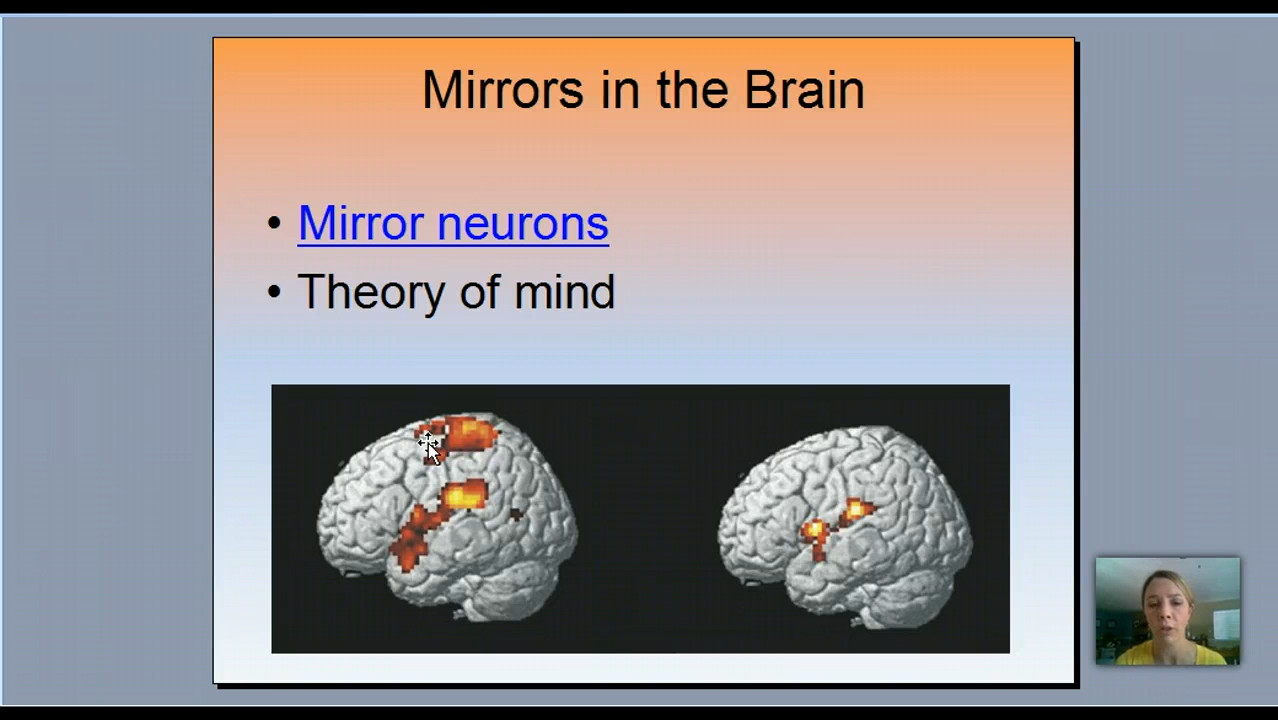 Mirrors in the Brain
• Mirror neurons
• Theory of mind